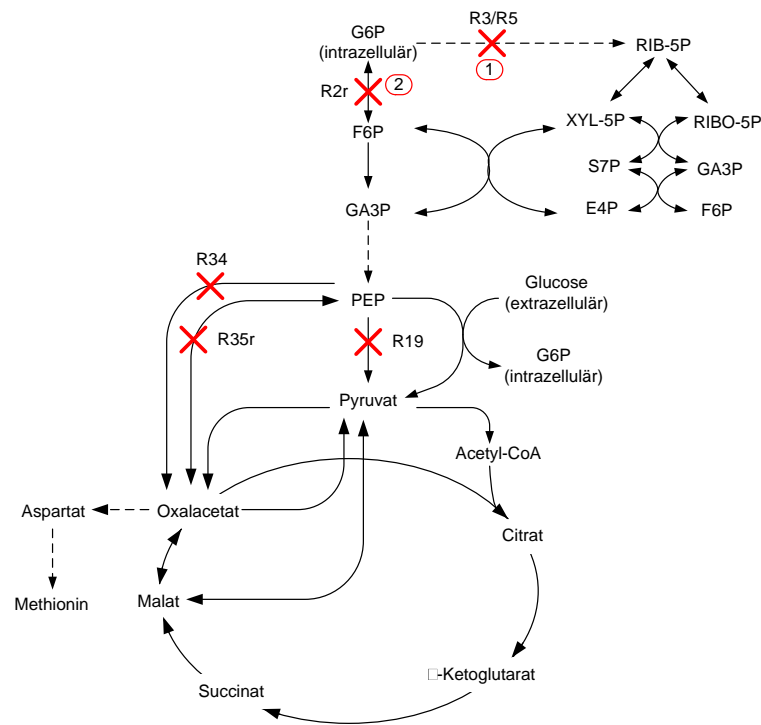 R3/R5
G6P
(intrazellulär)
RIB-5P
1
2
R2r
F6P
XYL-5P
RIBO-5P
S7P
GA3P
GA3P
E4P
F6P
R34
PEP
Glucose
(extrazellulär)
R35r
R19
G6P
(intrazellulär)
Pyruvat
Acetyl-CoA
Aspartat
Oxalacetat
Citrat
Methionin
Malat
□-Ketoglutarat
Succinat